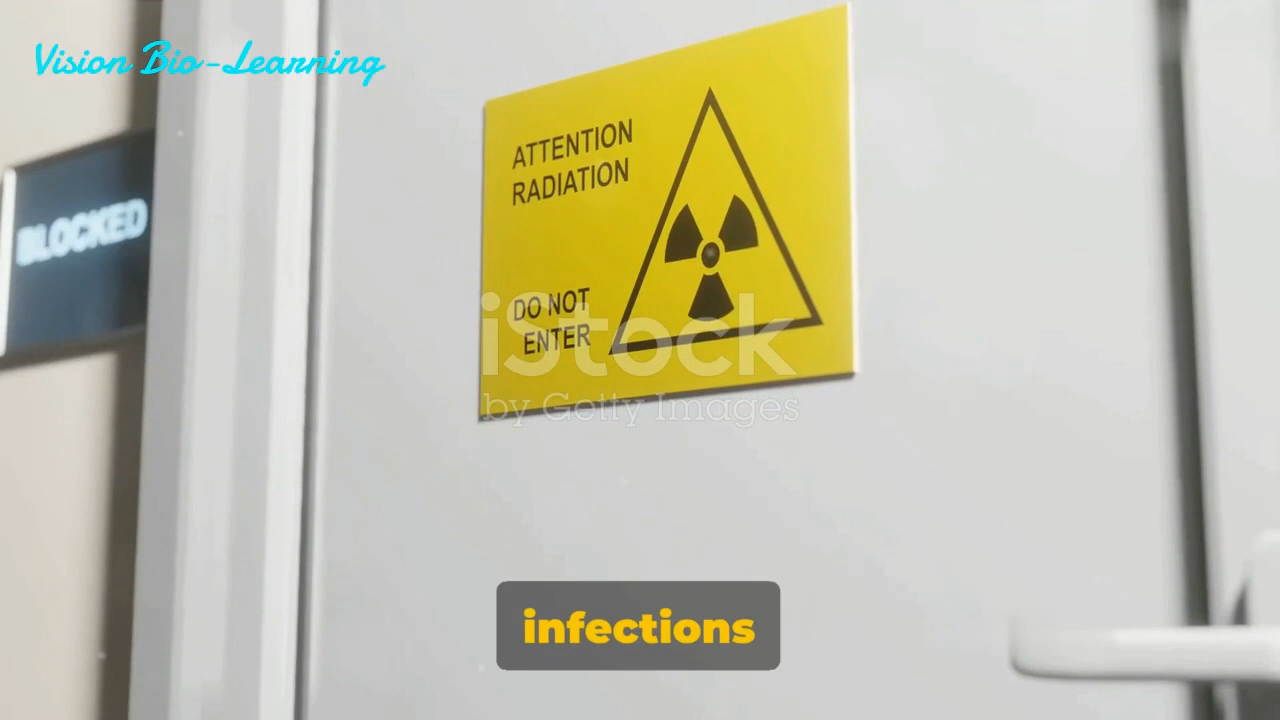 Vision Bio-Learning
ATTENTION
RADIATION
BLOCKED
DO NOT
ENTER
iStock
by Getty Images
infections